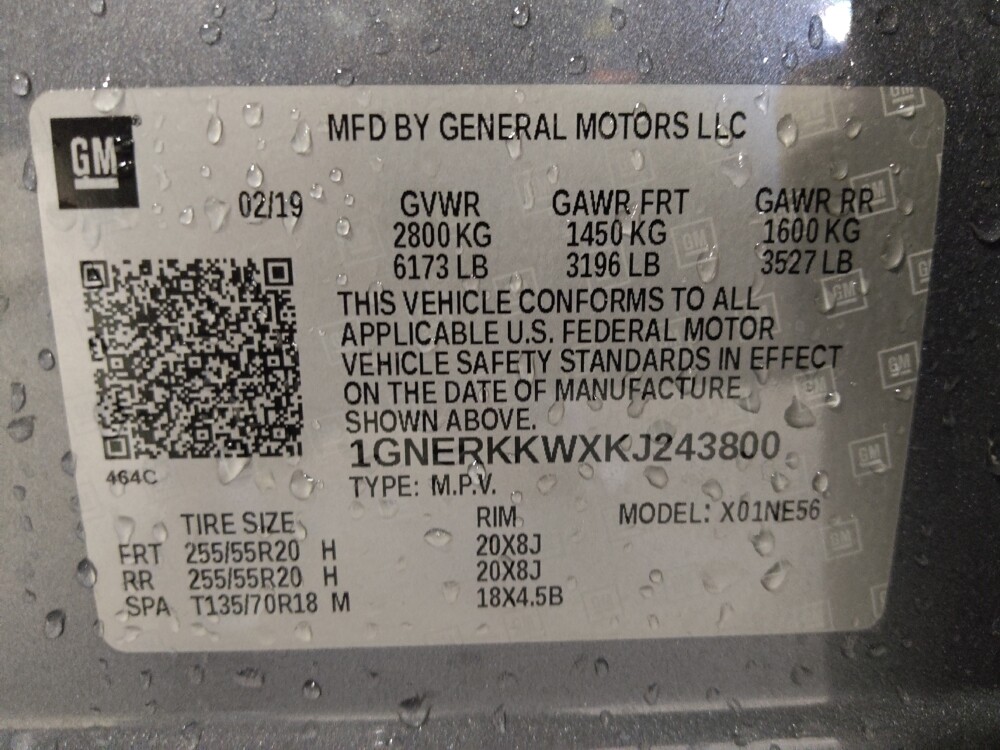 GM
MFD BY GENERAL MOTORS LLC
02/19 GVWR GAWR FRT GAWR RR
2800 KG 1450 KG 1600 KG
6173 LB 3196 LB 3527 LB
THIS VEHICLE CONFORMS TO ALL
APPLICABLE U.S. FEDERAL MOTOR
VEHICLE SAFETY STANDARDS IN EFFECT
ON THE DATE OF MANUFACTURE
SHOWN ABOVE.
1GNERKKWXKJ243800
464C
TYPE: M.P.V.
TIRE SIZE RIM MODEL: X01NE56
FRT 255/55R20 H 20X8J
RR 255/55R20 H 20X8J
SPA T135/70R18 M 18X4.5B